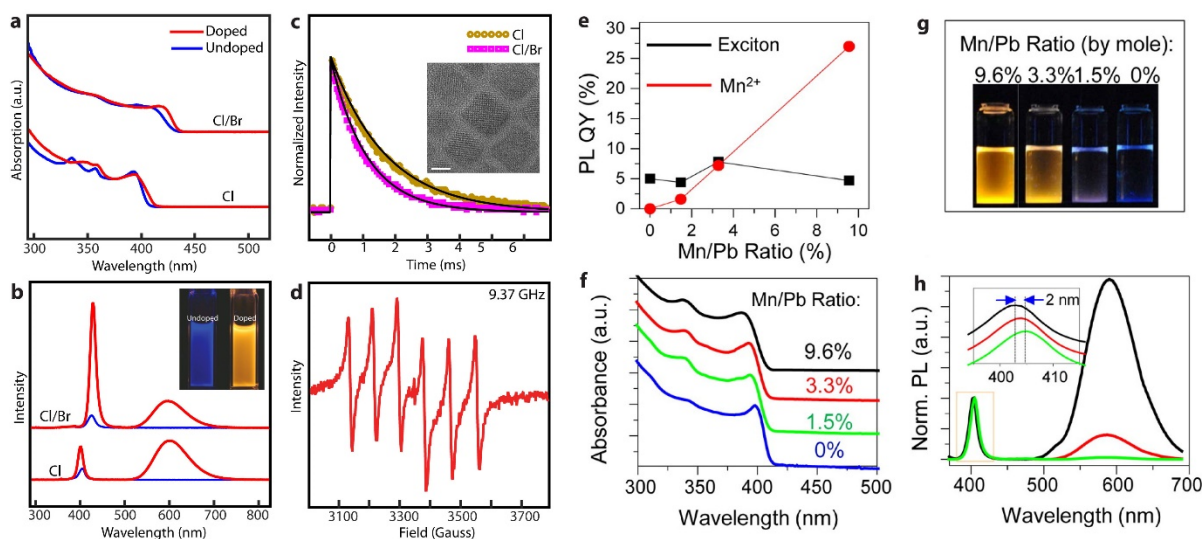 a
Doped
Undoped
Absorption (a.u.)
Cl/Br
Cl
300 400 500
Wavelength (nm)
b
Undoped Doped
Intensity
Cl/Br
Cl
300 400 500 600 700 800
Wavelength (nm)
c
Cl
Cl/Br
Normalized Intensity
0 1 2 3 4 5 6
Time (ms)
d
9.37 GHz
Intensity
3100 3300 3500 3700
Field (Gauss)
e
30
25
20
15
10
5
0
PL QY (%)
Exciton
Mn2+
0 2 4 6 8 10
Mn/Pb Ratio (%)
f
Absorbance (a.u.)
Mn/Pb Ratio:
9.6%
3.3%
1.5%
0%
300 350 400 450 500
Wavelength (nm)
g
Mn/Pb Ratio (by mole):
9.6% 3.3% 1.5% 0%
h
Norm. PL (a.u.)
2 nm
400 410
400 500 600 700
Wavelength (nm)